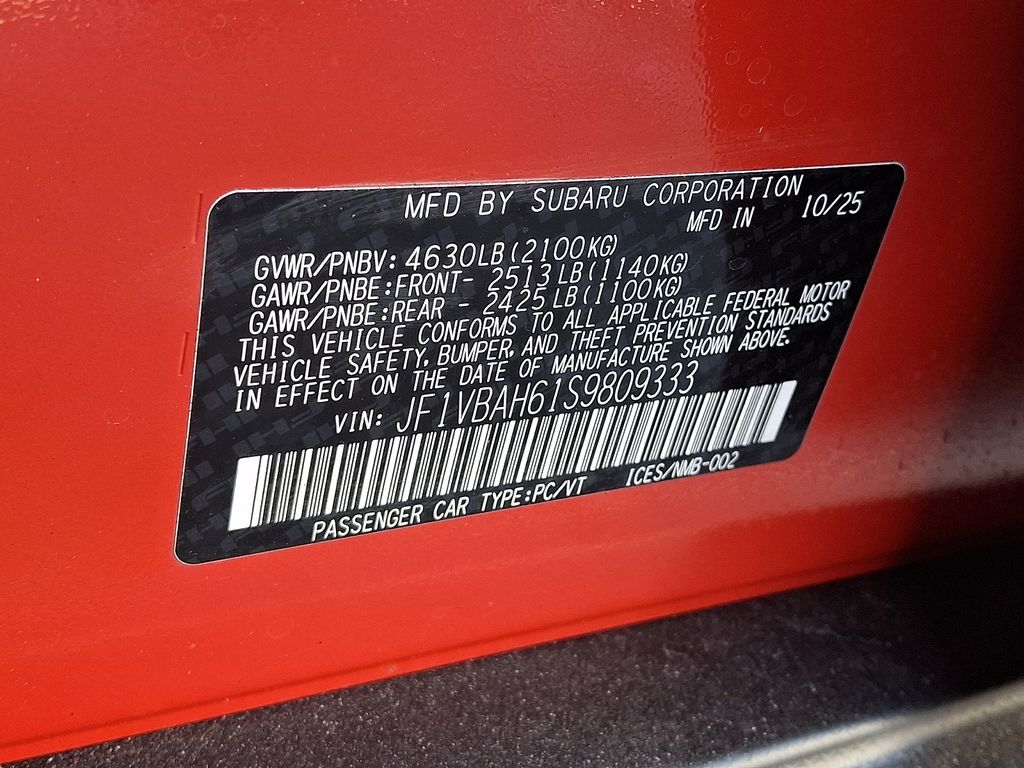 MFD BY SUBARU CORPORATION
MFD IN 10/25
GVWR/PNBV: 4630LB(2100KG)
GAWR/PNBE:FRONT- 2513LB(1140KG)
GAWR/PNBE:REAR - 2425LB(1100KG)
THIS VEHICLE CONFORMS TO ALL APPLICABLE FEDERAL MOTOR
VEHICLE SAFETY, BUMPER, AND THEFT PREVENTION STANDARDS
IN EFFECT ON THE DATE OF MANUFACTURE SHOWN ABOVE.
VIN: JF1VBAH61S9809333
PASSENGER CAR TYPE:PC/VT ICES/NMB-002